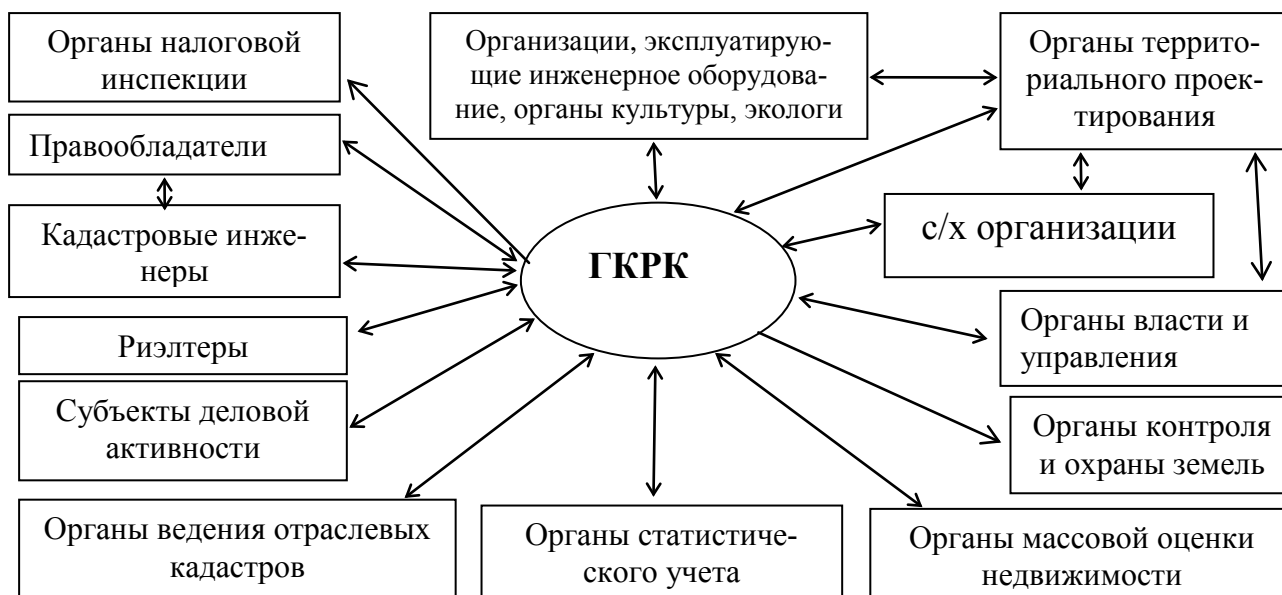 Органы налоговой
инспекции
Организации, эксплуатирую-
щие инженерное оборудова-
ние, органы культуры, экологи
Органы террито-
риального проек-
тирования
Правообладатели
Кадастровые инже-
неры
ГКРК
с/х организации
Риэлтеры
Органы власти и
управления
Субъекты деловой
активности
Органы контроля
и охраны земель
Органы ведения отраслевых
кадастров
Органы статистиче-
ского учета
Органы массовой оценки
недвижимости